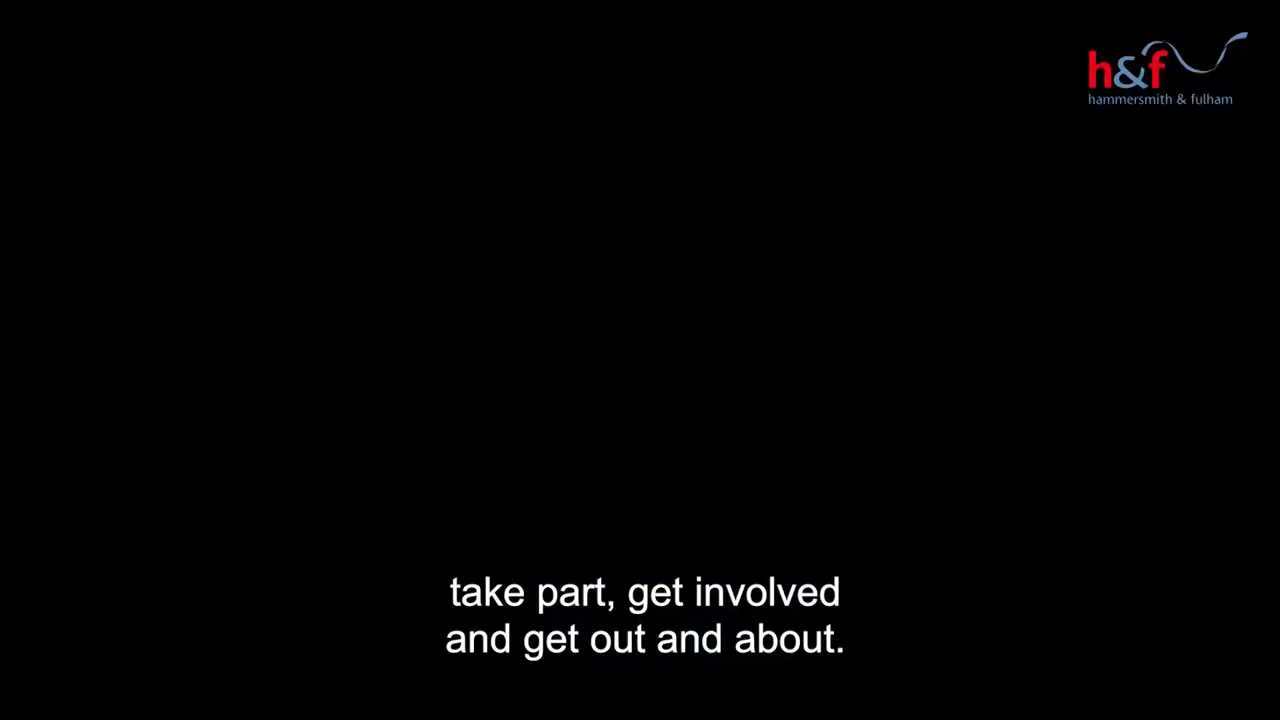 h&f
hammersmith & fulham
take part, get involved
and get out and about.